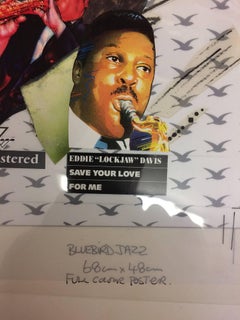 stered
EDDIE "LOCKJAW" DAVIS
SAVE YOUR LOVE
FOR ME
BLUEBIRD JAZZ
68cm x 48cm
FULL COLOUR POSTER.